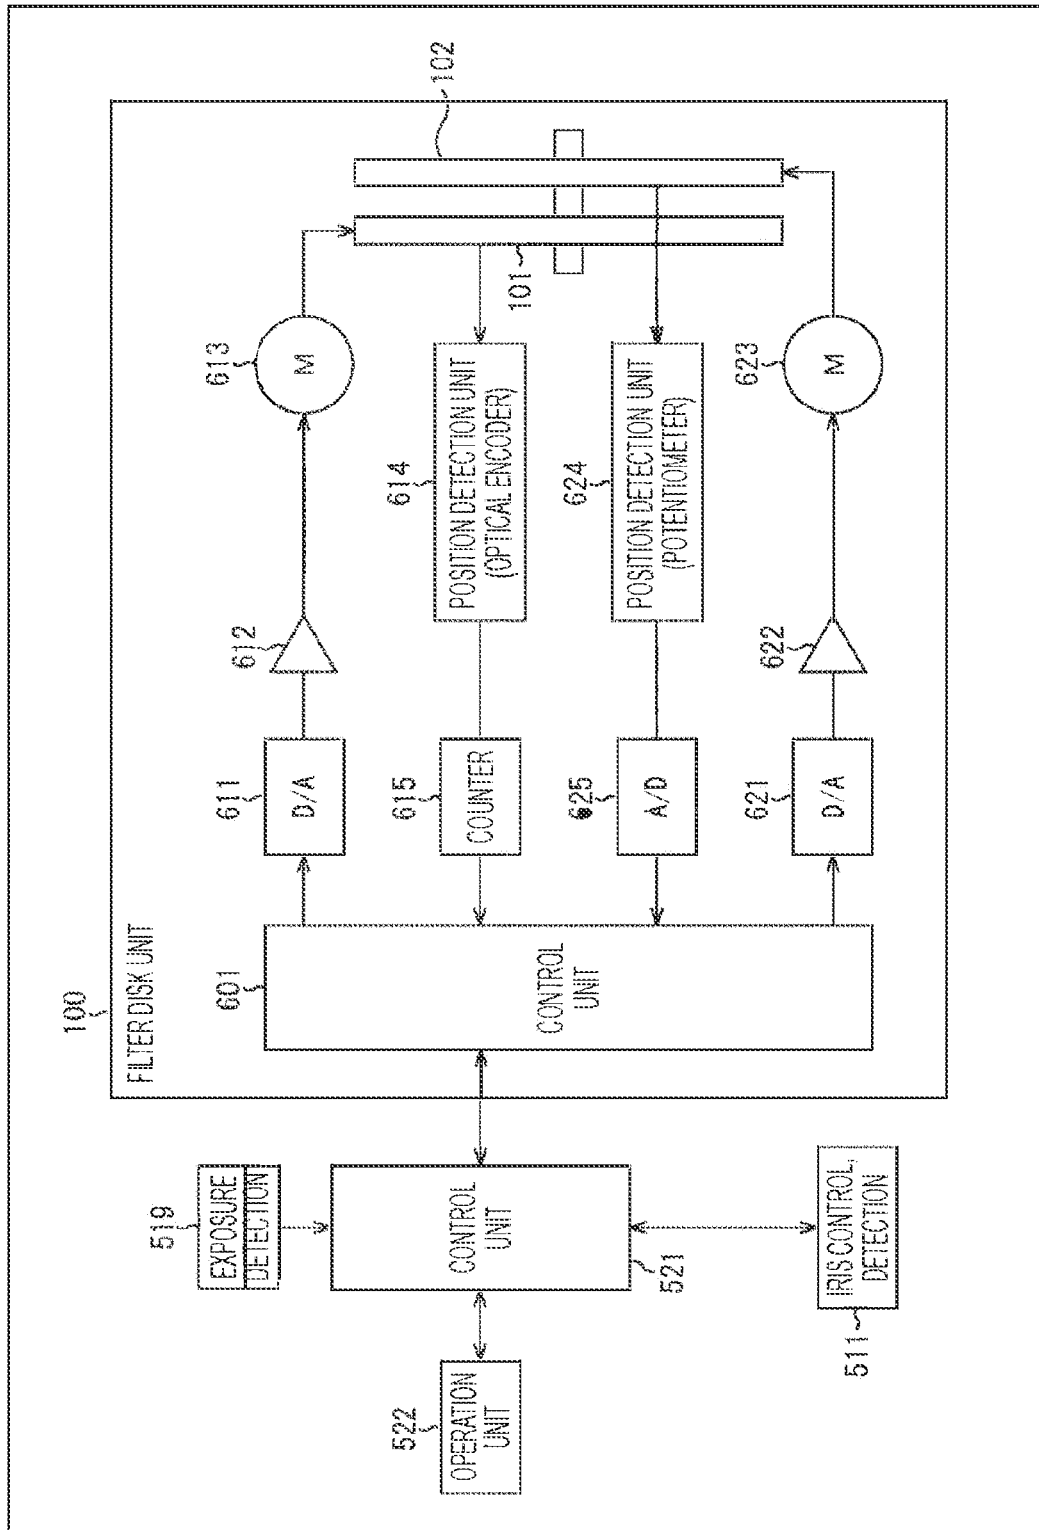 100
FILTER DISK UNIT
519
EXPOSURE
DETECTION
522
OPERATION
UNIT
CONTROL
UNIT
521
IRIS CONTROL,
DETECTION
511
601
CONTROL
UNIT
611
D/A
612
613
M
615
COUNTER
614
POSITION DETECTION UNIT
(OPTICAL ENCODER)
101
102
625
A/D
624
POSITION DETECTION UNIT
(POTENTIOMETER)
621
D/A
622
623
M